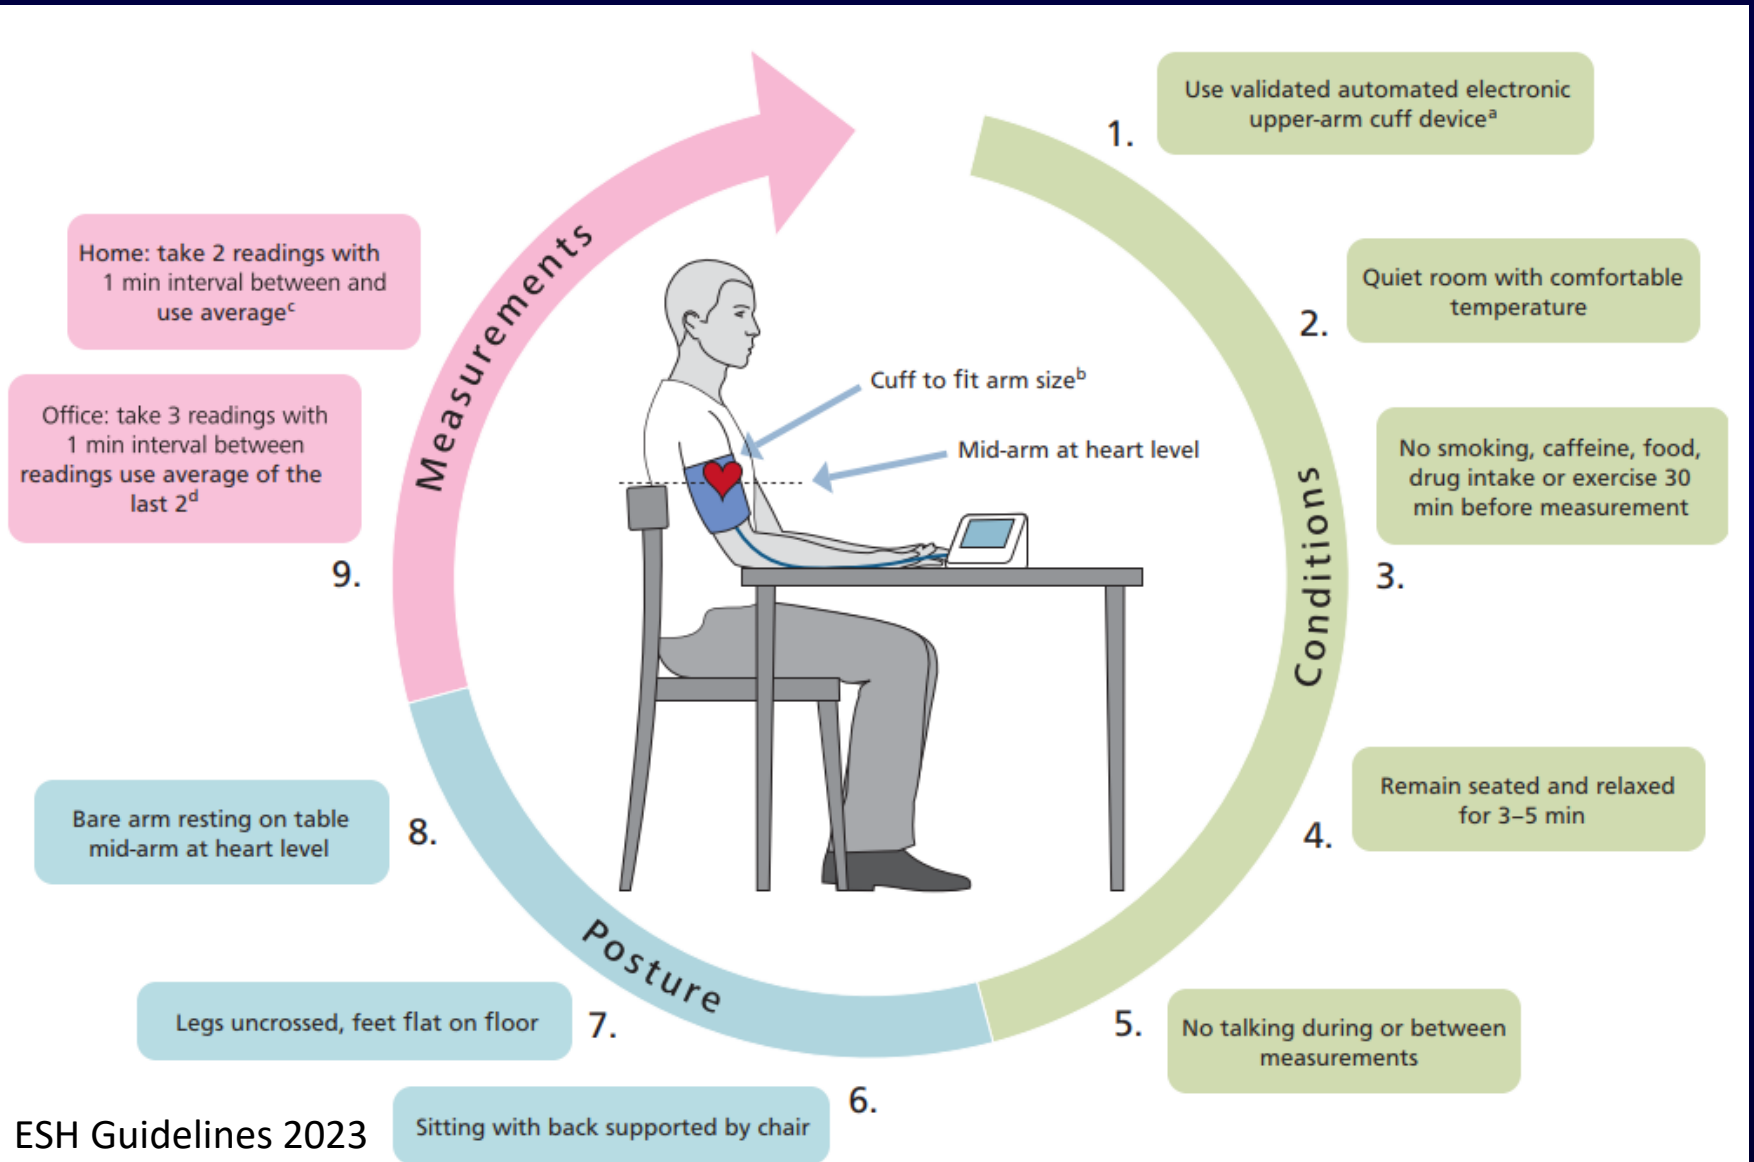 1.
Use validated automated electronic
upper-arm cuff deviceᵃ
2.
Quiet room with comfortable
temperature
3.
No smoking, caffeine, food,
drug intake or exercise 30
min before measurement
4.
Remain seated and relaxed
for 3–5 min
5.
No talking during or between
measurements
Conditions
6.
Sitting with back supported by chair
7.
Legs uncrossed, feet flat on floor
8.
Bare arm resting on table
mid-arm at heart level
Posture
9.
Home: take 2 readings with
1 min interval between and
use averageᶜ
Office: take 3 readings with
1 min interval between
readings use average of the
last 2ᵈ
Measurements
Cuff to fit arm sizeᵇ
Mid-arm at heart level
ESH Guidelines 2023